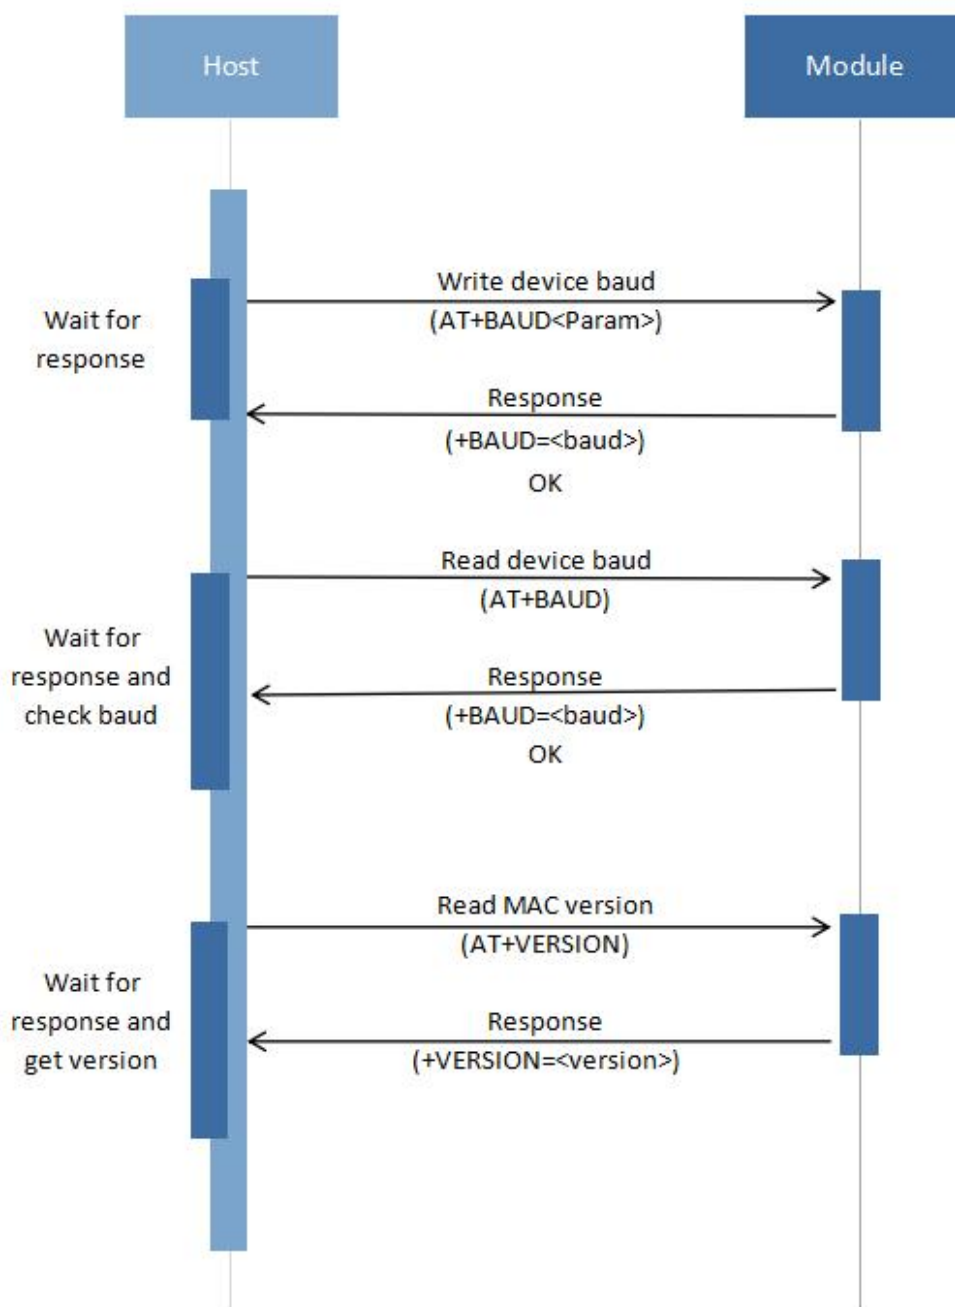 Host
Module
Write device baud
(AT+BAUD<Param>)
Wait for
response
Response
(+BAUD=<baud>)
OK
Read device baud
(AT+BAUD)
Wait for
response and
check baud
Response
(+BAUD=<baud>)
OK
Read MAC version
(AT+VERSION)
Wait for
response and
get version
Response
(+VERSION=<version>)